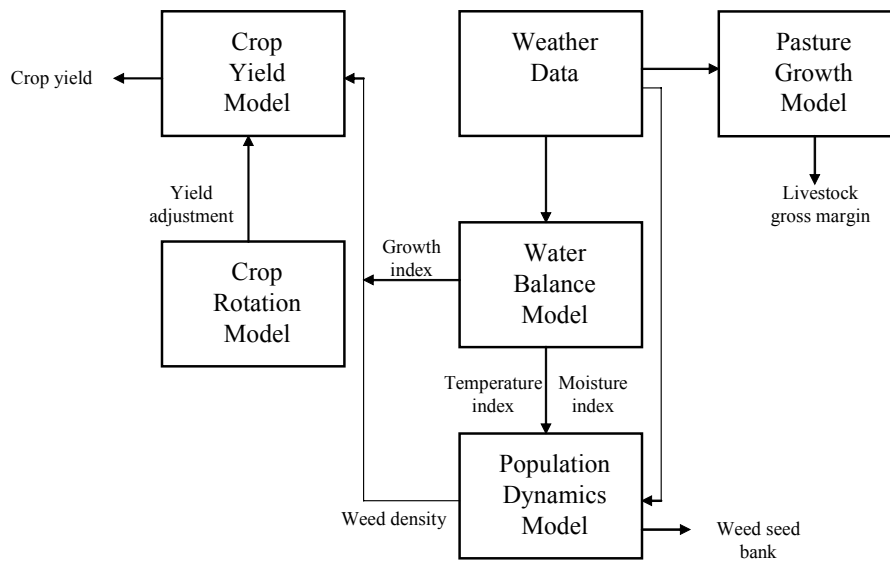 Crop
Yield
Model
Weather
Data
Pasture
Growth
Model
Crop yield
Yield
adjustment
Livestock
gross margin
Crop
Rotation
Model
Growth
index
Water
Balance
Model
Temperature
index
Moisture
index
Population
Dynamics
Model
Weed density
Weed seed
bank